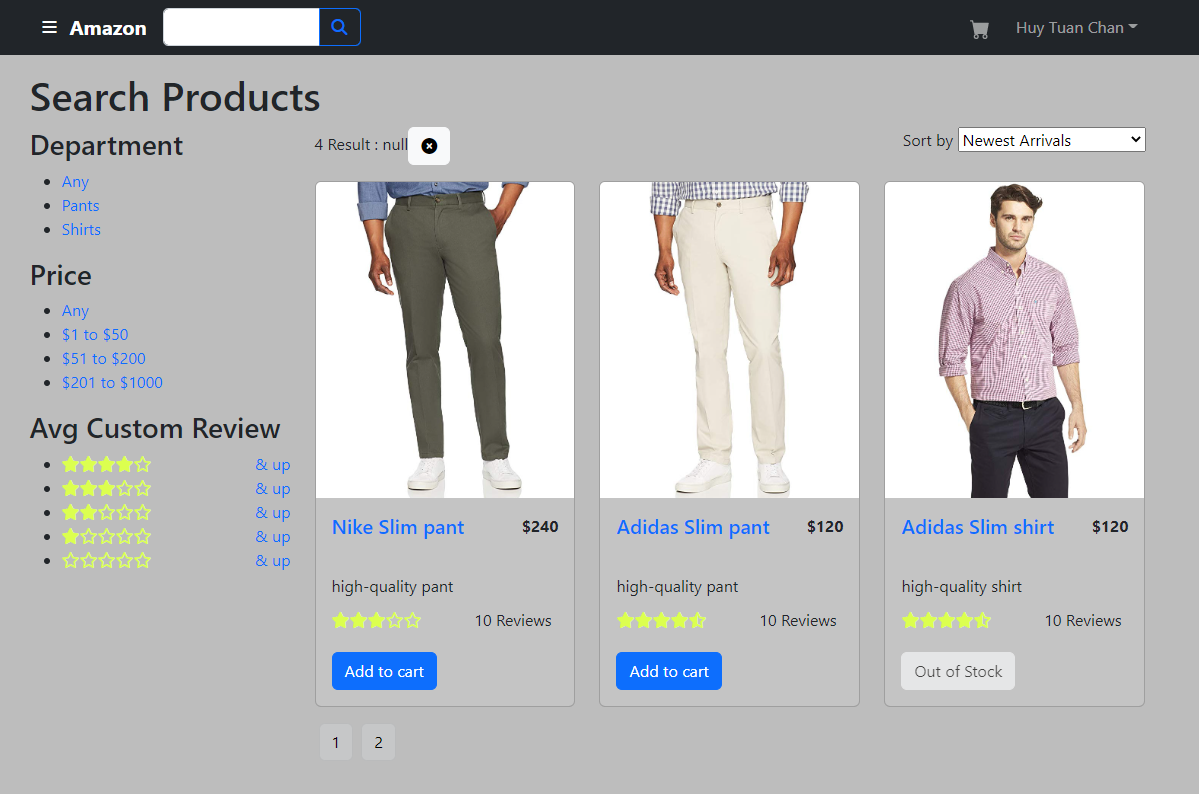 Amazon
Huy Tuan Chan
Search Products
Department
Any
Pants
Shirts
Price
Any
$1 to $50
$51 to $200
$201 to $1000
Avg Custom Review
& up
& up
& up
& up
& up
4 Result : null
Sort by Newest Arrivals
Nike Slim pant $240
high-quality pant
10 Reviews
Add to cart
Adidas Slim pant $120
high-quality pant
10 Reviews
Add to cart
Adidas Slim shirt $120
high-quality shirt
10 Reviews
Out of Stock
1 2